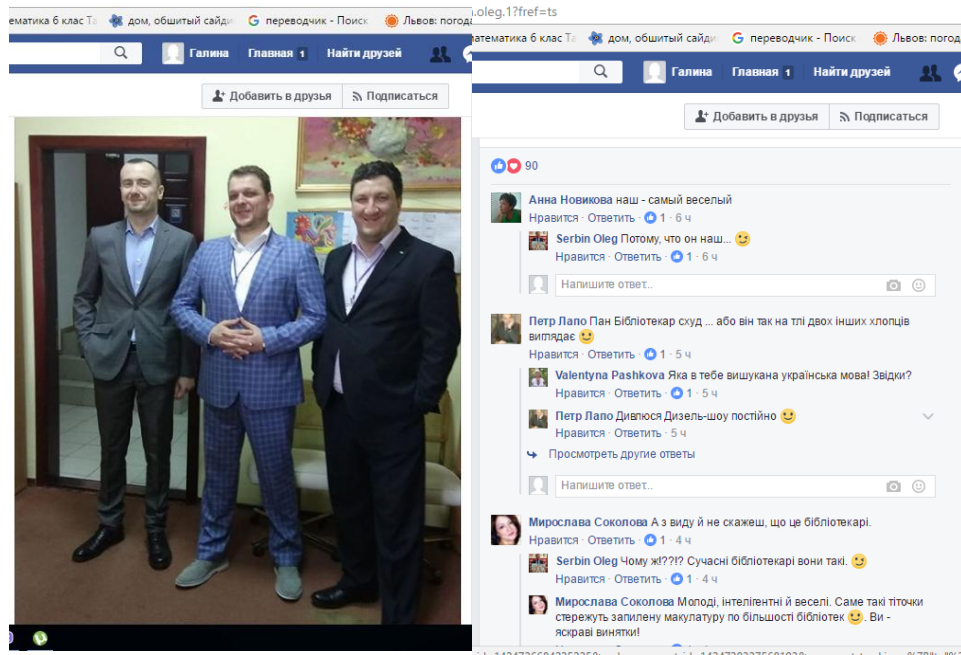 ематика 6 клас Та дом, обшитый сайди переводчик - Поиск Львов: погода
Галина Главная 1 Найти друзей
Добавить в друзья Подписаться
.oleg.1?fref=ts
атематика 6 клас Та дом, обшитый сайди переводчик - Поиск Львов: погод
Галина Главная 1 Найти друзей
Добавить в друзья Подписаться
90
Анна Новикова наш - самый веселый
Нравится · Ответить · 1 · 6 ч
Serbin Oleg Потому, что он наш...
Нравится · Ответить · 1 · 6 ч
Напишите ответ...
Петр Лапо Пан Бібліотекар схуд ... або він так на тлі двох інших хлопців
виглядає
Нравится · Ответить · 1 · 5 ч
Valentyna Pashkova Яка в тебе вишукана українська мова! Звідки?
Нравится · Ответить · 1 · 5 ч
Петр Лапо Дивлюся Дизель-шоу постійно
Нравится · Ответить · 5 ч
Просмотреть другие ответы
Напишите ответ...
Мирослава Соколова А з виду й не скажеш, що це бібліотекарі.
Нравится · Ответить · 1 · 4 ч
Serbin Oleg Чому ж!??!? Сучасні бібліотекарі вони такі.
Нравится · Ответить · 1 · 4 ч
Мирослава Соколова Молоді, інтелігентні й веселі. Саме такі тіточки
стережуть запилену макулатуру по більшості бібліотек . Ви -
яскраві винятки!